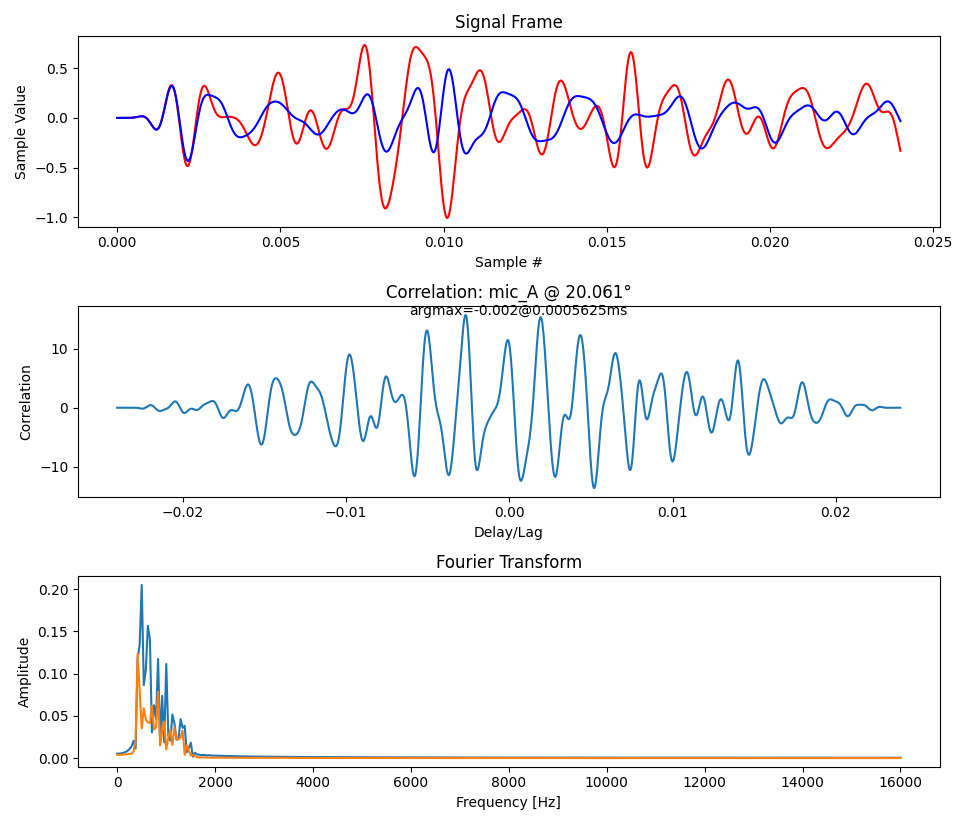 Signal Frame
0.5
0.0
−0.5
−1.0
Sample Value
0.000 0.005 0.010 0.015 0.020 0.025
Sample #
Correlation: mic_A @ 20.061°
argmax=-0.002@0.0005625ms
10
0
−10
Correlation
−0.02 −0.01 0.00 0.01 0.02
Delay/Lag
Fourier Transform
0.20
0.15
0.10
0.05
0.00
Amplitude
0 2000 4000 6000 8000 10000 12000 14000 16000
Frequency [Hz]